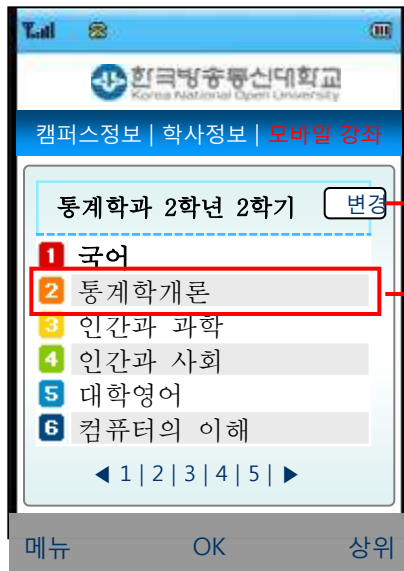 한국방송통신대학교
Korea National Open University
캠퍼스정보 | 학사정보 | 모바일 강좌
통계학과 2학년 2학기 변경
1 국어
2 통계학개론
3 인간과 과학
4 인간과 사회
5 대학영어
6 컴퓨터의 이해
◀ 1 | 2 | 3 | 4 | 5 | ▶
메뉴 OK 상위